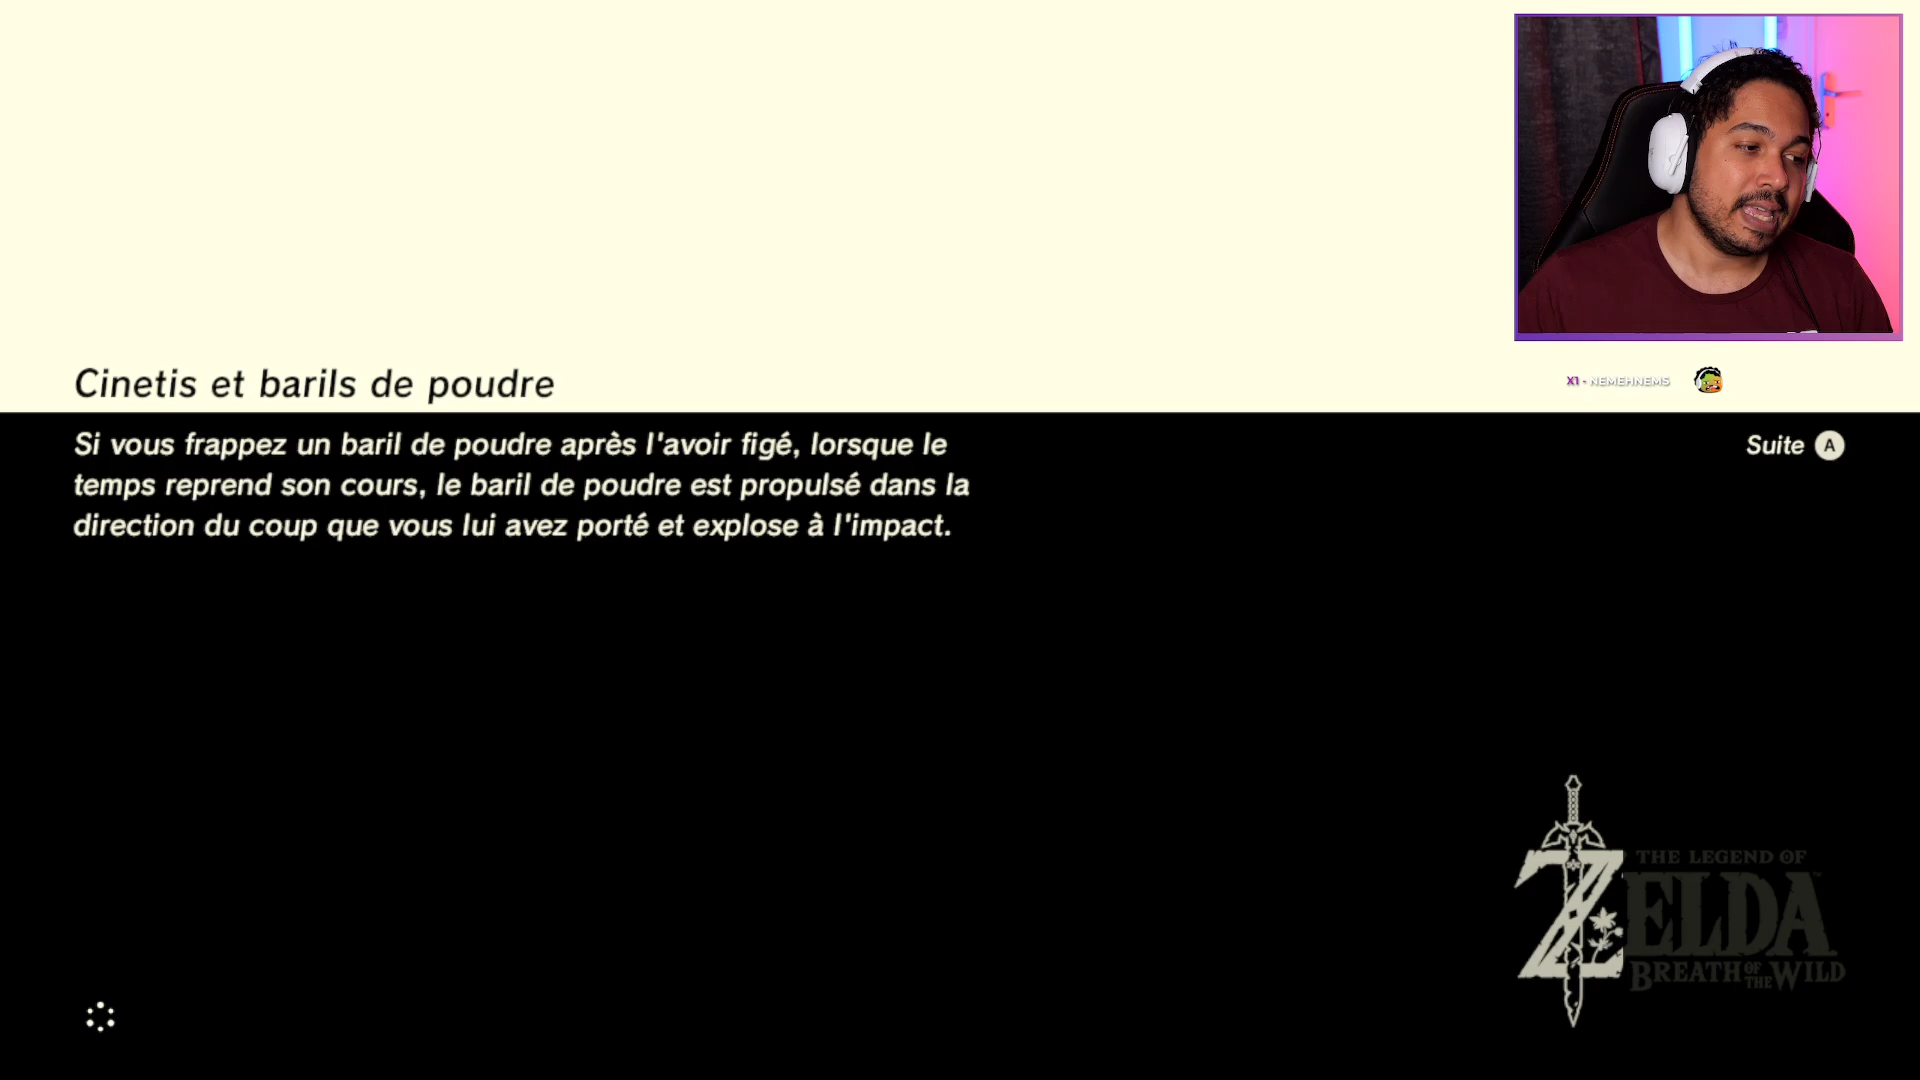 Cinetis et barils de poudre
X1 - NEMEHNEMS
Si vous frappez un baril de poudre après l'avoir figé, lorsque le
temps reprend son cours, le baril de poudre est propulsé dans la
direction du coup que vous lui avez porté et explose à l'impact.
Suite A
THE LEGEND OF
ZELDA
BREATH OF THE WILD